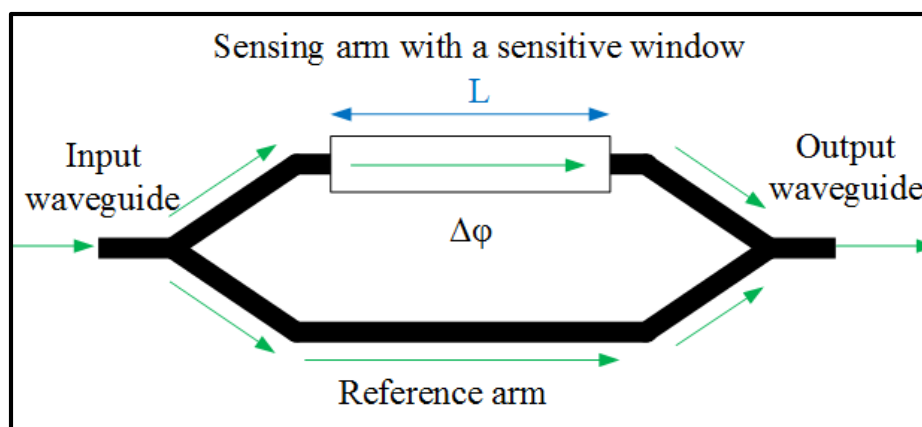 Sensing arm with a sensitive window
L
Input
waveguide
Output
waveguide
Δφ
Reference arm